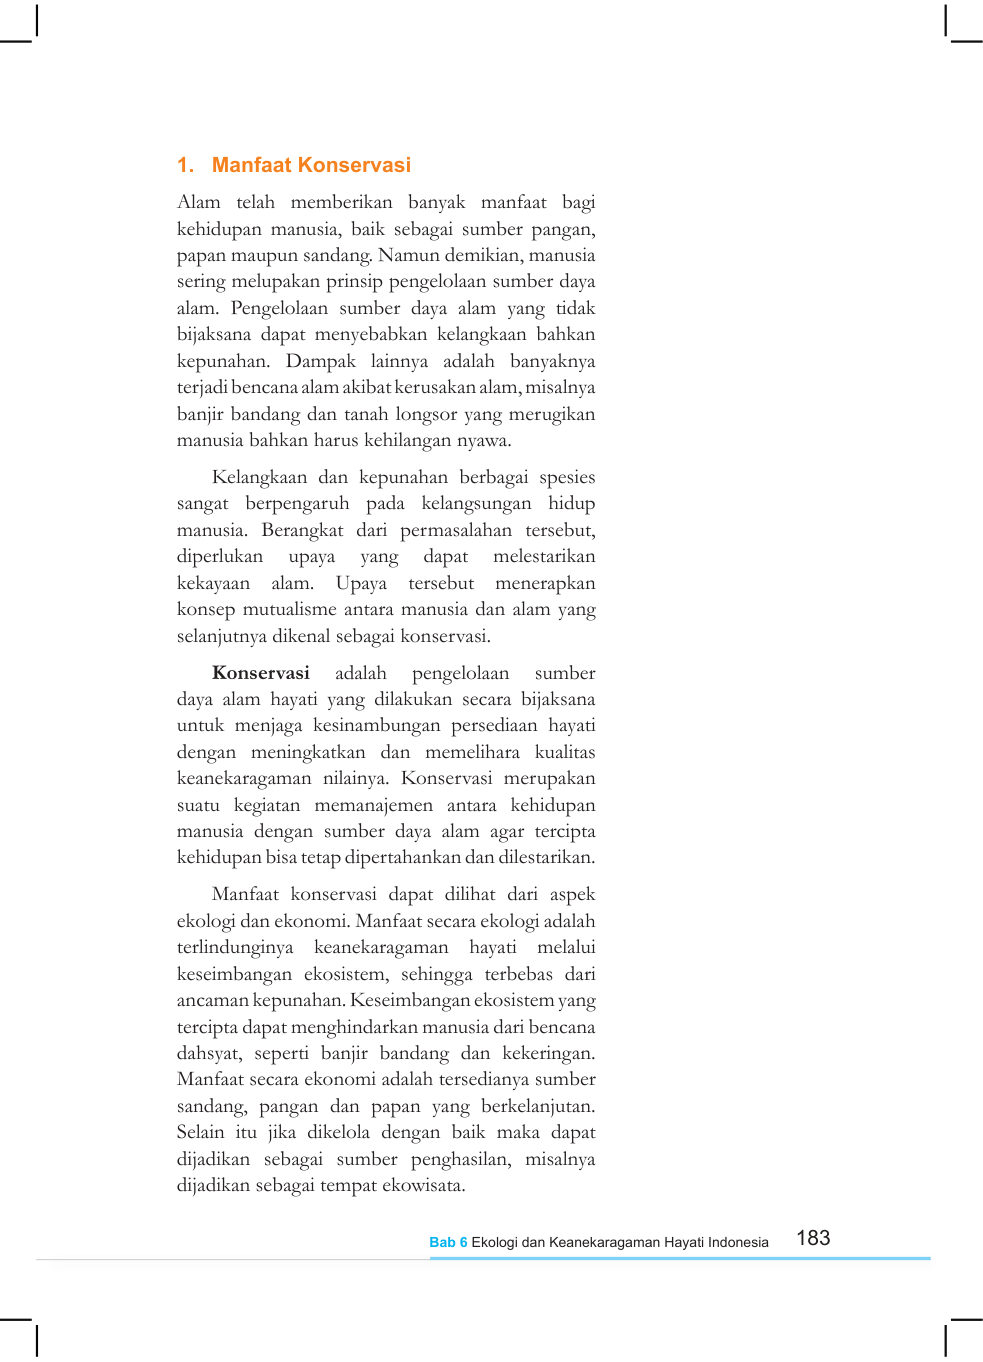 1. Manfaat Konservasi
Alam telah memberikan banyak manfaat bagi
kehidupan manusia, baik sebagai sumber pangan,
papan maupun sandang. Namun demikian, manusia
sering melupakan prinsip pengelolaan sumber daya
alam. Pengelolaan sumber daya alam yang tidak
bijaksana dapat menyebabkan kelangkaan bahkan
kepunahan. Dampak lainnya adalah banyaknya
terjadi bencana alam akibat kerusakan alam, misalnya
banjir bandang dan tanah longsor yang merugikan
manusia bahkan harus kehilangan nyawa.
Kelangkaan dan kepunahan berbagai spesies
sangat berpengaruh pada kelangsungan hidup
manusia. Berangkat dari permasalahan tersebut,
diperlukan upaya yang dapat melestarikan
kekayaan alam. Upaya tersebut menerapkan
konsep mutualisme antara manusia dan alam yang
selanjutnya dikenal sebagai konservasi.
Konservasi adalah pengelolaan sumber
daya alam hayati yang dilakukan secara bijaksana
untuk menjaga kesinambungan persediaan hayati
dengan meningkatkan dan memelihara kualitas
keanekaragaman nilainya. Konservasi merupakan
suatu kegiatan memanajemen antara kehidupan
manusia dengan sumber daya alam agar tercipta
kehidupan bisa tetap dipertahankan dan dilestarikan.
Manfaat konservasi dapat dilihat dari aspek
ekologi dan ekonomi. Manfaat secara ekologi adalah
terlindunginya keanekaragaman hayati melalui
keseimbangan ekosistem, sehingga terbebas dari
ancaman kepunahan. Keseimbangan ekosistem yang
tercipta dapat menghindarkan manusia dari bencana
dahsyat, seperti banjir bandang dan kekeringan.
Manfaat secara ekonomi adalah tersedianya sumber
sandang, pangan dan papan yang berkelanjutan.
Selain itu jika dikelola dengan baik maka dapat
dijadikan sebagai sumber penghasilan, misalnya
dijadikan sebagai tempat ekowisata.
Bab 6 Ekologi dan Keanekaragaman Hayati Indonesia 183